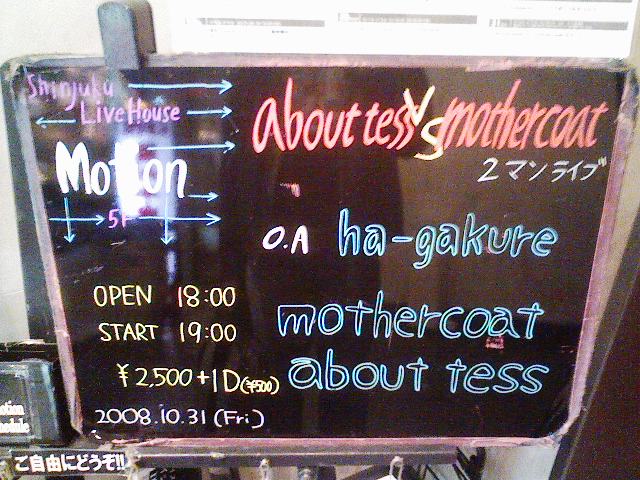 Shinjuku
Live House
Motion
5F
about tess VS mothercoat
2マンライブ
O.A ha-gakure
OPEN 18:00
START 19:00
mothercoat
about tess
¥2,500+1D(¥500)
2008.10.31 (Fri)
ご自由にどうぞ!!